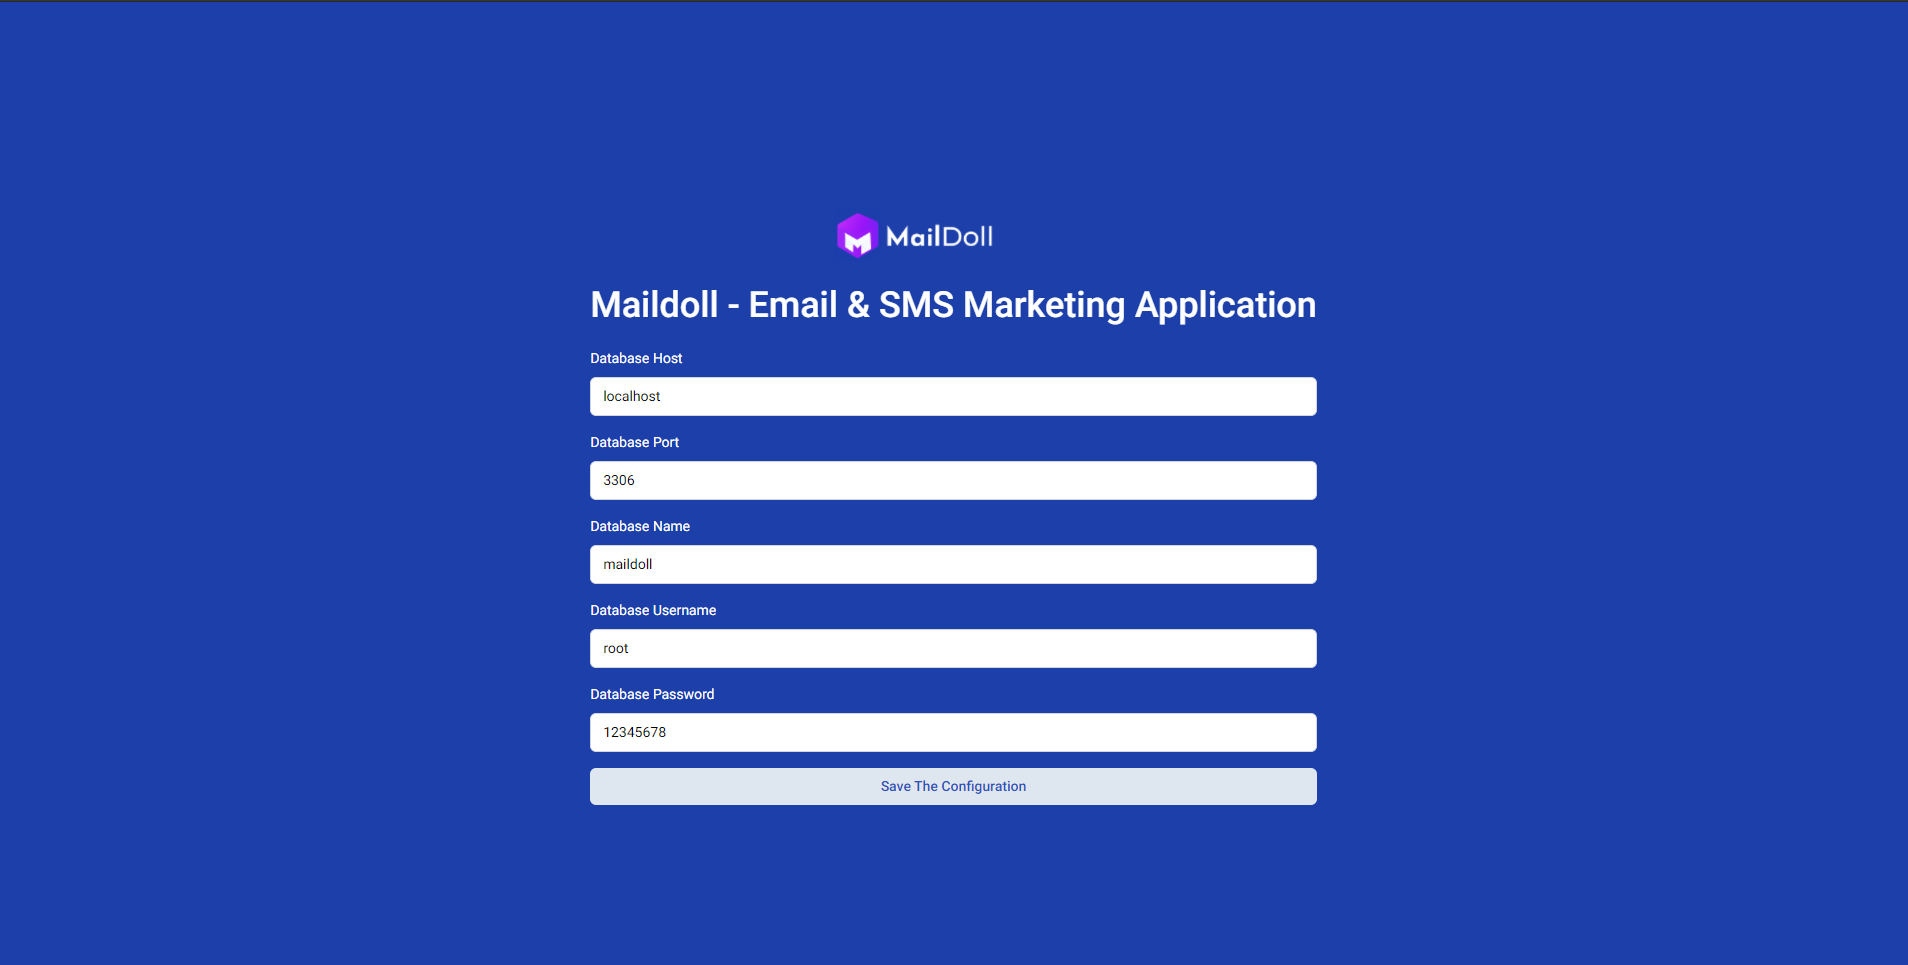 MailDoll
Maildoll - Email & SMS Marketing Application
Database Host
localhost
Database Port
3306
Database Name
maildoll
Database Username
root
Database Password
12345678
Save The Configuration